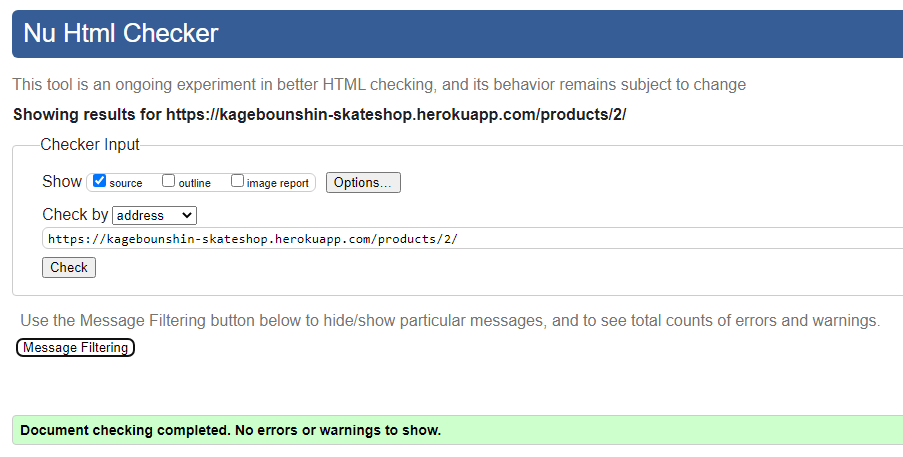 Nu Html Checker
This tool is an ongoing experiment in better HTML checking, and its behavior remains subject to change
Showing results for https://kagebounshin-skateshop.herokuapp.com/products/2/
Checker Input
Show source outline image report Options...
Check by address
https://kagebounshin-skateshop.herokuapp.com/products/2/
Check
Use the Message Filtering button below to hide/show particular messages, and to see total counts of errors and warnings.
Message Filtering
Document checking completed. No errors or warnings to show.